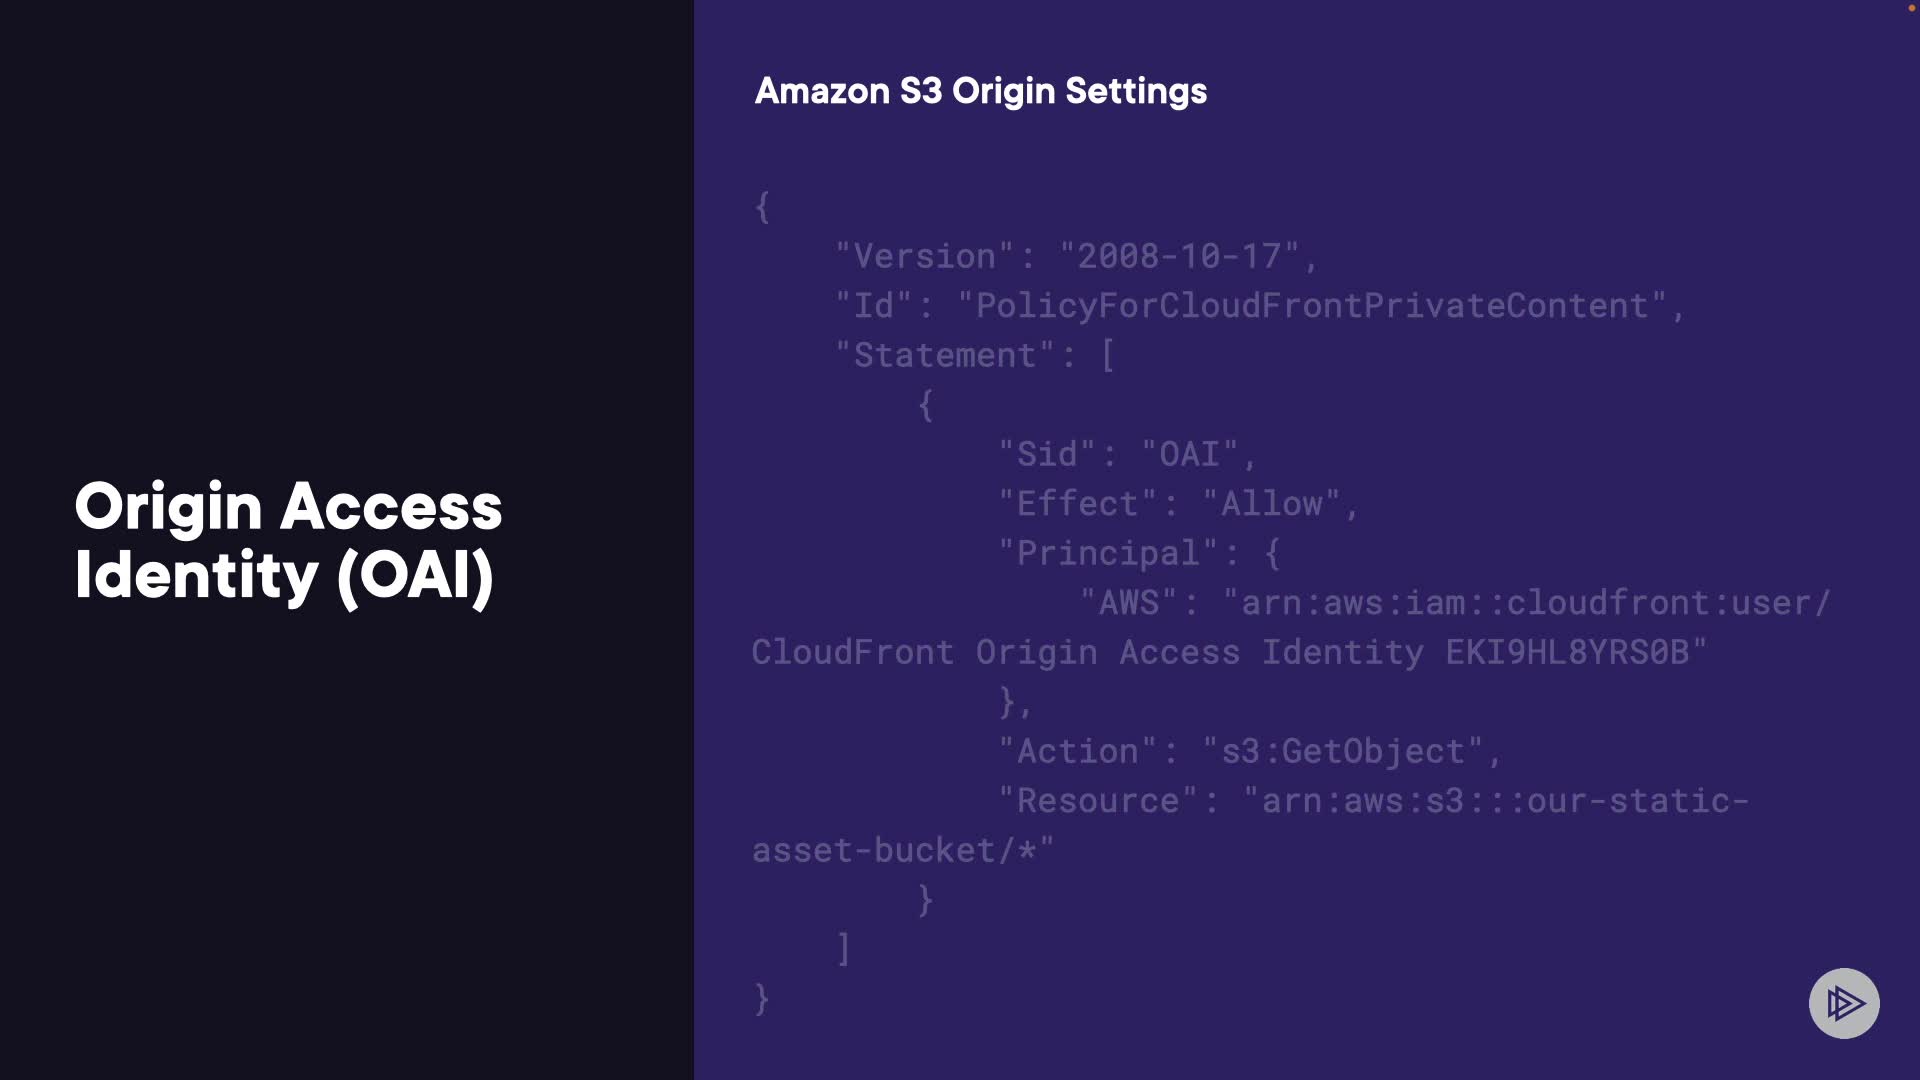 Origin Access
Identity (OAI)
Amazon S3 Origin Settings
{
"Version": "2008-10-17",
"Id": "PolicyForCloudFrontPrivateContent",
"Statement": [
{
"Sid": "OAI",
"Effect": "Allow",
"Principal": {
"AWS": "arn:aws:iam::cloudfront:user/
CloudFront Origin Access Identity EKI9HL8YRS0B"
},
"Action": "s3:GetObject",
"Resource": "arn:aws:s3:::our-static-
asset-bucket/*"
}
]
}